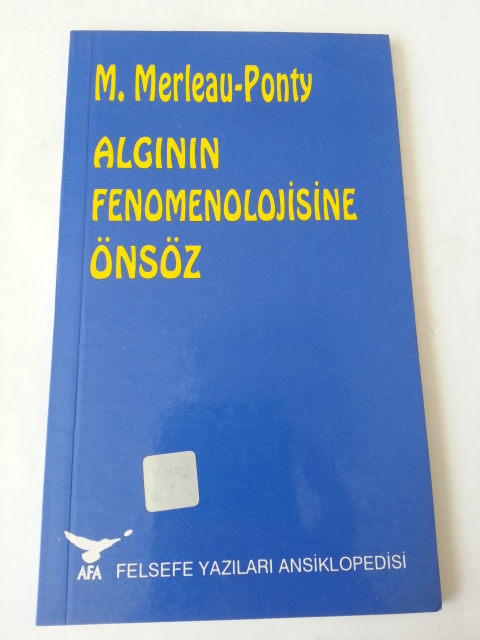 M. Merleau-Ponty
ALGININ
FENOMENOLOJİSİNE
ÖNSÖZ
AFA
FELSEFE YAZILARI ANSİKLOPEDİSİ